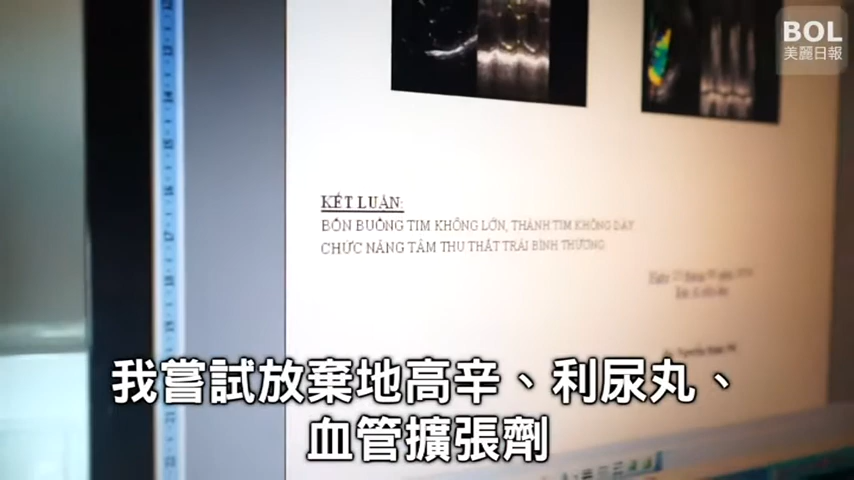 BOL
美麗日報
KẾT LUẬN:
BỐN BUỒNG TIM KHÔNG LỚN, THÀNH TIM KHÔNG DÀY.
CHỨC NĂNG TÂM THU THẤT TRÁI BÌNH THƯỜNG.
我嘗試放棄地高辛、利尿丸、
血管擴張劑